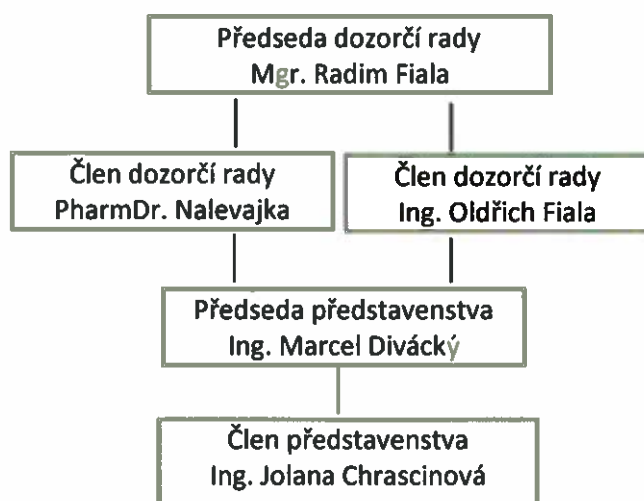 Předseda dozorčí rady
Mgr. Radim Fiala
Člen dozorčí rady
PharmDr. Nalevajka
Člen dozorčí rady
Ing. Oldřich Fiala
Předseda představenstva
Ing. Marcel Divácký
Člen představenstva
Ing. Jolana Chrascinová